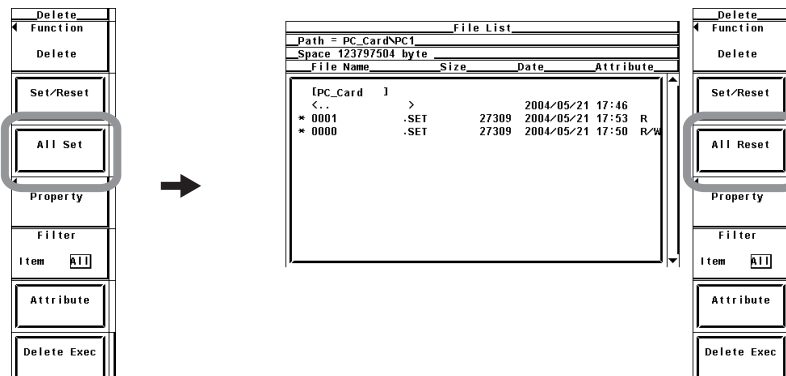 Delete
Function
Delete
Set/Reset
All Set
Property
Filter
Item All
Attribute
Delete Exec
File List
Path = PC_Card\PC1
Space 123797504 byte
File Name Size Date Attribute
[PC_Card ]
<.. > 2004/05/21 17:46
* 0001 .SET 27309 2004/05/21 17:53 R
* 0000 .SET 27309 2004/05/21 17:50 R/W
Delete
Function
Delete
Set/Reset
All Reset
Property
Filter
Item All
Attribute
Delete Exec